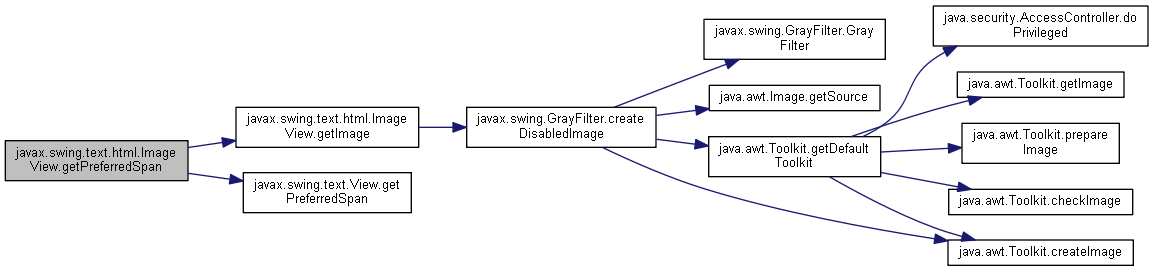 javax.swing.text.html.Image
View.getPreferredSpan
javax.swing.text.html.Image
View.getImage
javax.swing.text.View.get
PreferredSpan
javax.swing.GrayFilter.create
DisabledImage
javax.swing.GrayFilter.Gray
Filter
java.awt.Image.getSource
java.awt.Toolkit.getDefault
Toolkit
java.security.AccessController.do
Privileged
java.awt.Toolkit.getImage
java.awt.Toolkit.prepare
Image
java.awt.Toolkit.checkImage
java.awt.Toolkit.createImage